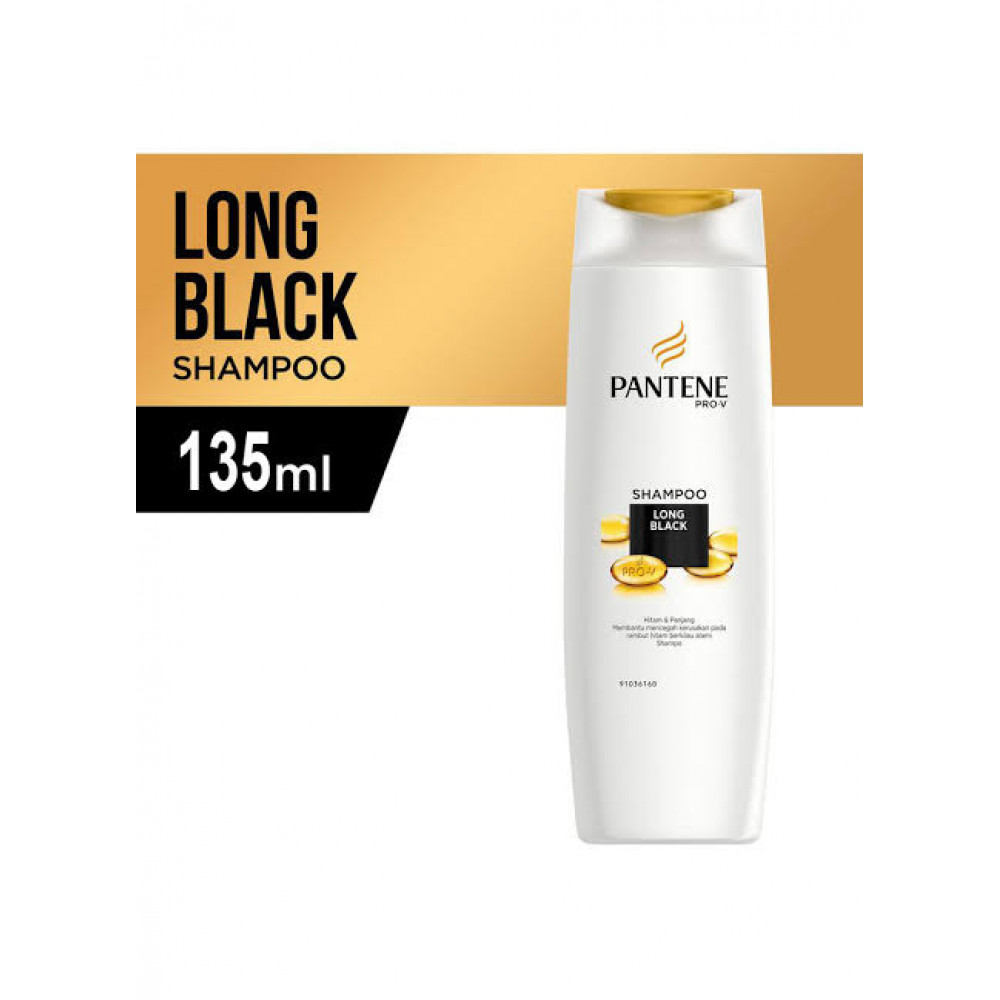 LONG
BLACK
SHAMPOO
135ml
PANTENE
PRO-V
SHAMPOO
LONG
BLACK
PRO-V
Hitam & Panjang
Membantu mencegah kerusakan pada
rambut hitam berkilau alami
Shampo
91036160